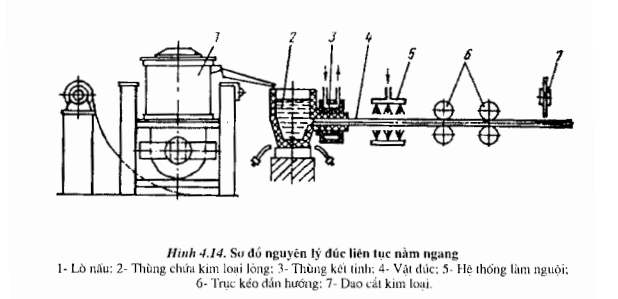 1
2
3
4
5
6
7
Hình 4.14. Sơ đồ nguyên lý đúc liên tục nằm ngang
1- Lò nấu; 2- Thùng chứa kim loại lỏng; 3- Thùng kết tinh; 4- Vật đúc; 5- Hệ thống làm nguội;
6- Trục kéo dẫn hướng; 7- Dao cắt kim loại.